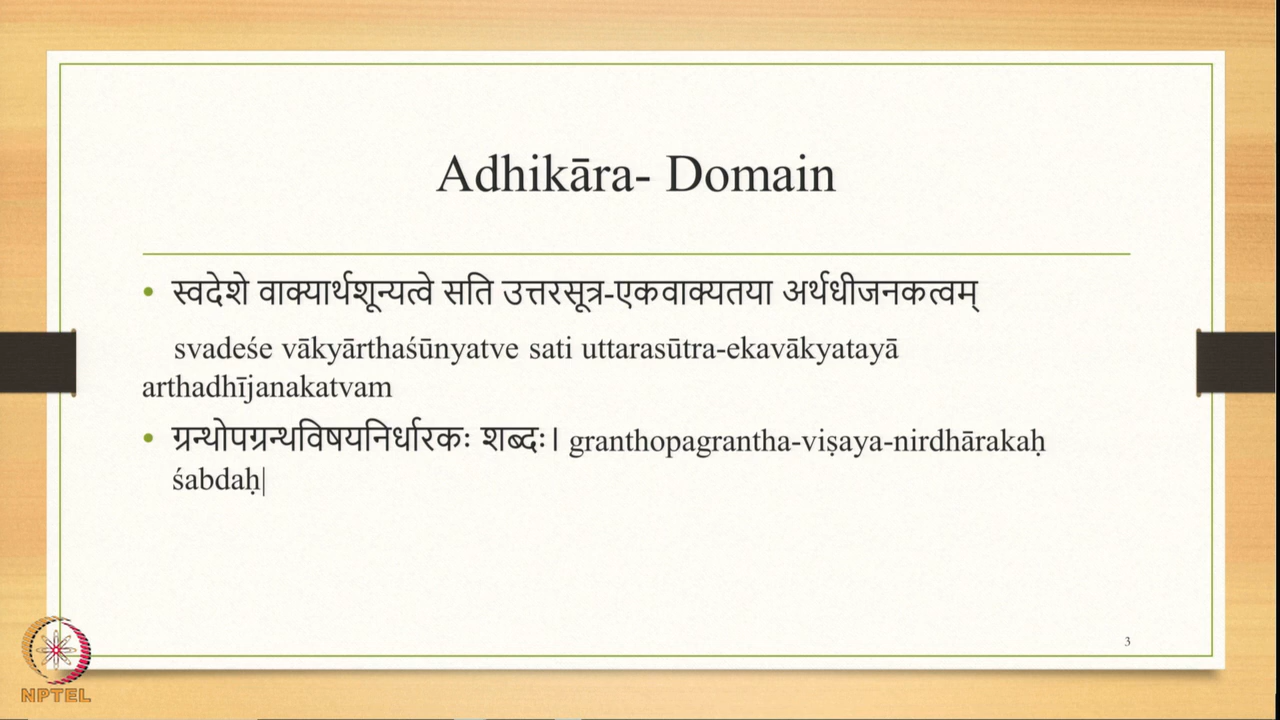 Adhikāra- Domain
• स्वदेशे वाक्यार्थशून्यत्वे सति उत्तरसूत्र-एकवाक्यतया अर्थधीजनकत्वम्
svadeśe vākyārthaśūnyatve sati uttarasūtra-ekavākyatayā
arthadhījanakatvam
• ग्रन्थोपग्रन्थविषयनिर्धारकः शब्दः। granthopagrantha-viṣaya-nirdhārakaḥ
śabdaḥ|
3
NPTEL